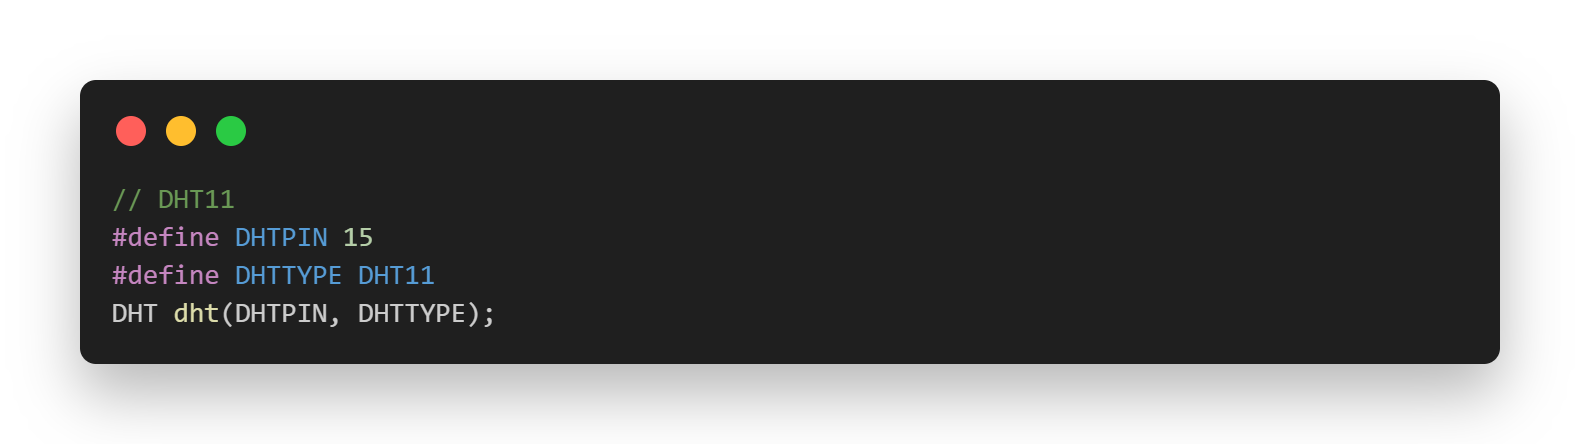 // DHT11
#define DHTPIN 15
#define DHTTYPE DHT11
DHT dht(DHTPIN, DHTTYPE);